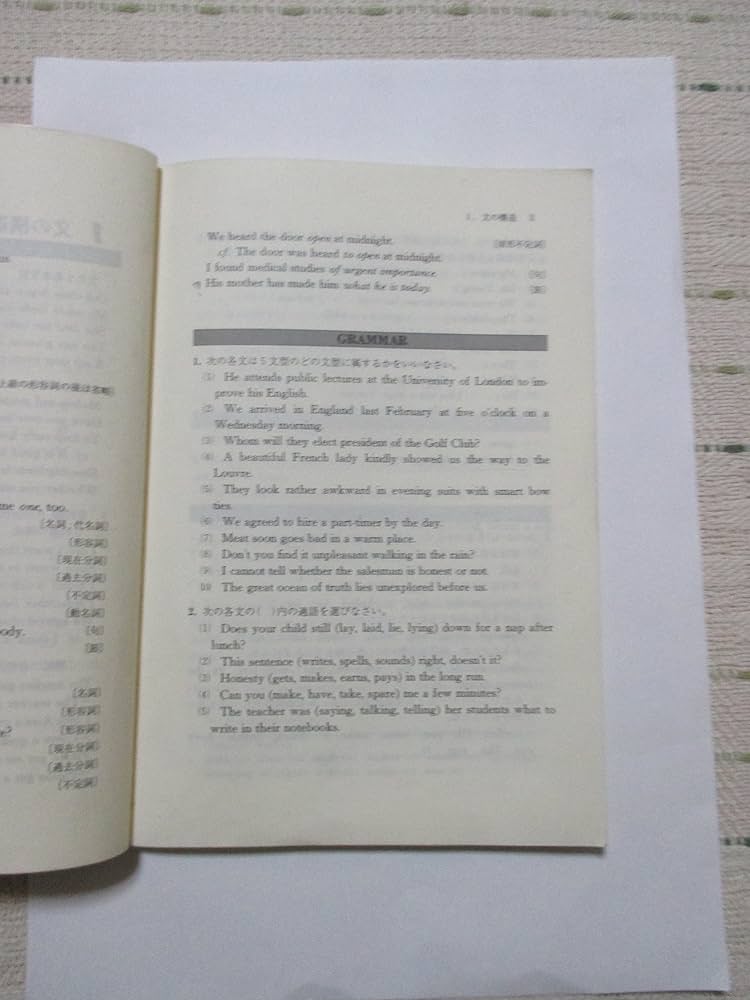 上級の形容詞の後は名略]
me one, too.
[名詞, 代名詞]
[形容詞]
[現在分詞]
[過去分詞]
[不定詞]
[動名詞]
ody.
[句]
[節]
[名詞]
[形容詞]
e?
[形容詞]
[現在分詞]
[過去分詞]
[不定詞]
1. 文の構造 3
We heard the door open at midnight. [原形不定詞]
cf. The door was heard to open at midnight.
I found medical studies of urgent importance. [句]
His mother has made him what he is today. [節]
GRAMMAR
1. 次の各文は5文型のどの文型に属するかをいいなさい。
(1) He attends public lectures at the University of London to im-
prove his English.
(2) We arrived in England last February at five o'clock on a
Wednesday morning.
(3) Whom will they elect president of the Golf Club?
(4) A beautiful French lady kindly showed us the way to the
Louvre.
(5) They look rather awkward in evening suits with smart bow
ties.
(6) We agreed to hire a part-timer by the day.
(7) Meat soon goes bad in a warm place.
(8) Don't you find it unpleasant walking in the rain?
(9) I cannot tell whether the salesman is honest or not.
(10) The great ocean of truth lies unexplored before us.
2. 次の各文の( )内の適語を選びなさい。
(1) Does your child still (lay, laid, lie, lying) down for a nap after
lunch?
(2) This sentence (writes, spells, sounds) right, doesn't it?
(3) Honesty (gets, makes, earns, pays) in the long run.
(4) Can you (make, have, take, spare) me a few minutes?
(5) The teacher was (saying, talking, telling) her students what to
write in their notebooks.